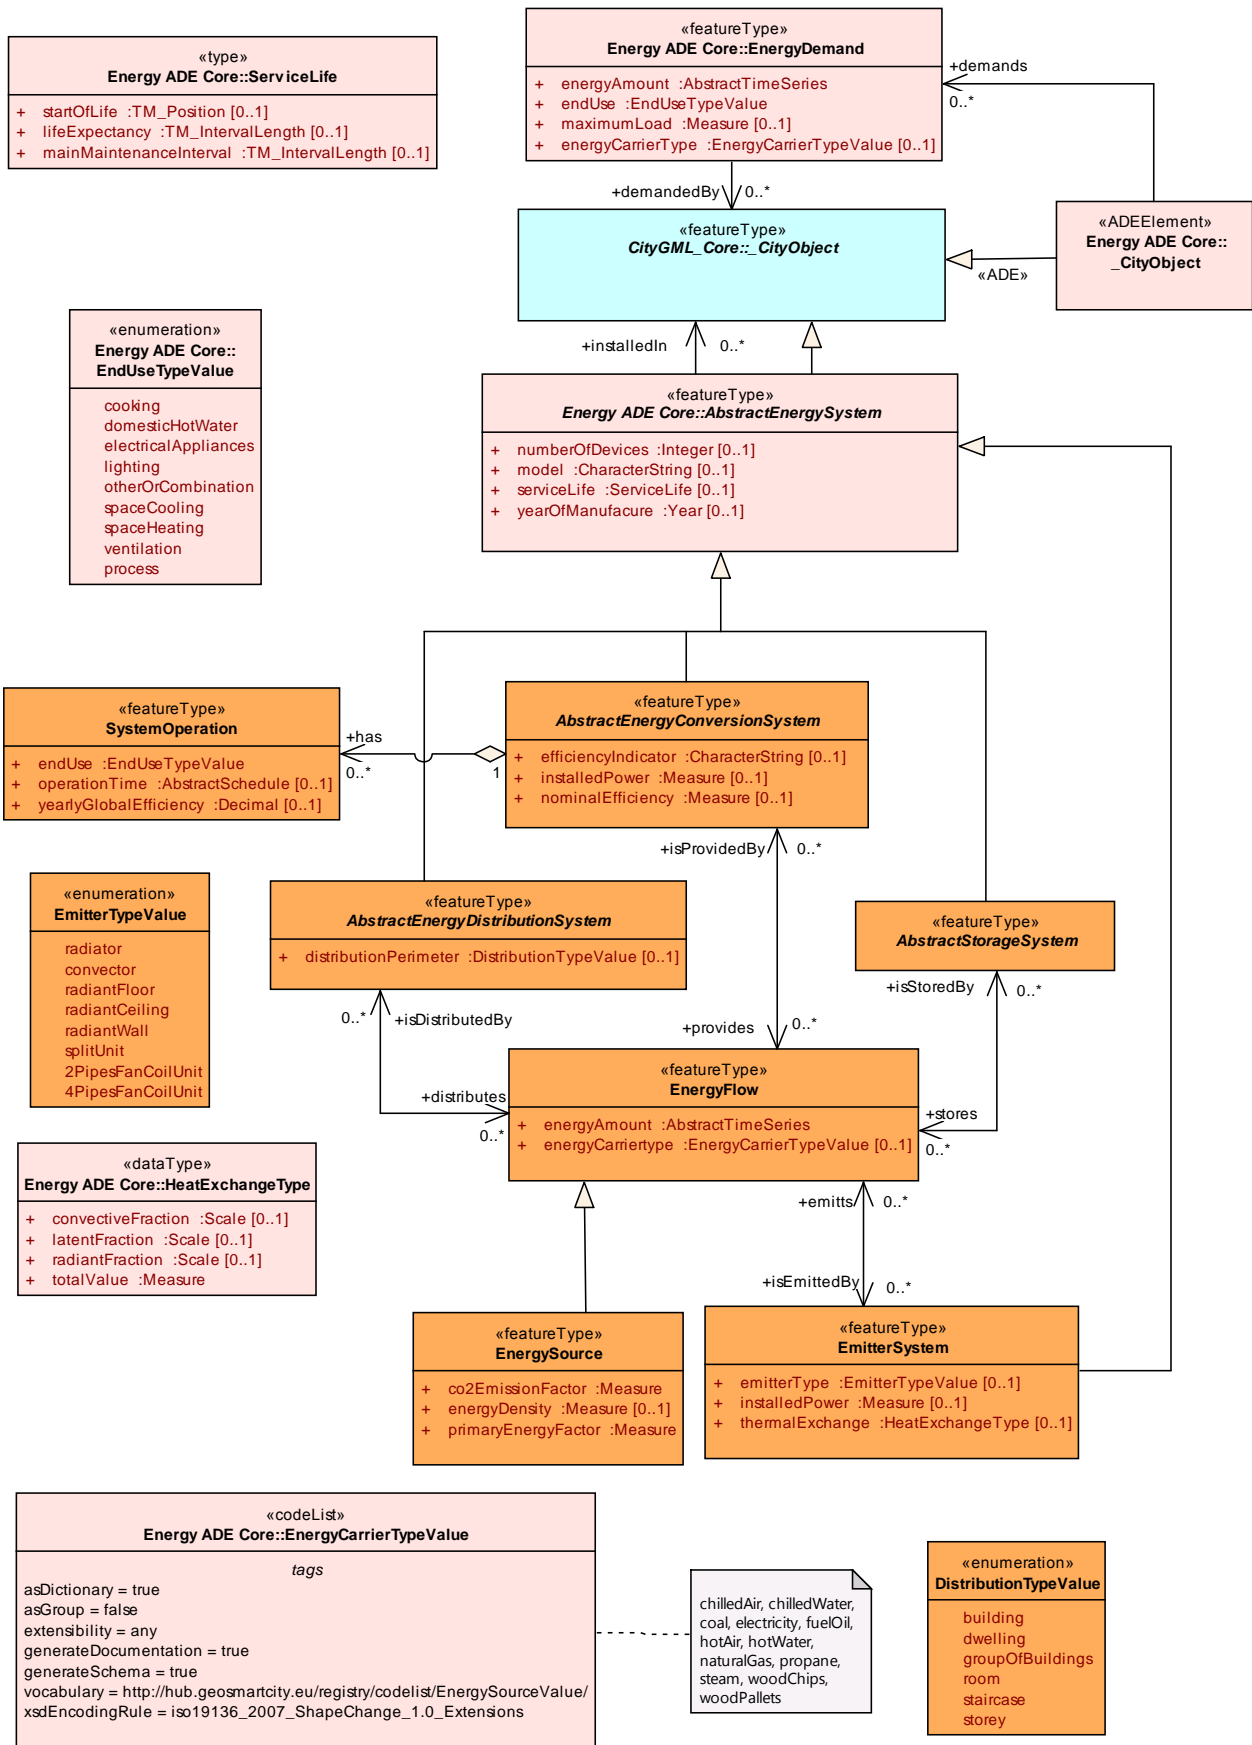 «type»
Energy ADE Core::ServiceLife
+ startOfLife :TM_Position [0..1]
+ lifeExpectancy :TM_IntervalLength [0..1]
+ mainMaintenanceInterval :TM_IntervalLength [0..1]
«featureType»
Energy ADE Core::EnergyDemand
+ energyAmount :AbstractTimeSeries
+ endUse :EndUseTypeValue
+ maximumLoad :Measure [0..1]
+ energyCarrierType :EnergyCarrierTypeValue [0..1]
+demands
0..*
+demandedBy
0..*
«featureType»
CityGML_Core::_CityObject
«ADEElement»
Energy ADE Core::
_CityObject
«ADE»
+installedIn
0..*
«enumeration»
Energy ADE Core::
EndUseTypeValue
cooking
domesticHotWater
electricalAppliances
lighting
otherOrCombination
spaceCooling
spaceHeating
ventilation
process
«featureType»
Energy ADE Core::AbstractEnergySystem
+ numberOfDevices :Integer [0..1]
+ model :CharacterString [0..1]
+ serviceLife :ServiceLife [0..1]
+ yearOfManufacure :Year [0..1]
«featureType»
SystemOperation
+ endUse :EndUseTypeValue
+ operationTime :AbstractSchedule [0..1]
+ yearlyGlobalEfficiency :Decimal [0..1]
+has
0..*
1
«featureType»
AbstractEnergyConversionSystem
+ efficiencyIndicator :CharacterString [0..1]
+ installedPower :Measure [0..1]
+ nominalEfficiency :Measure [0..1]
+isProvidedBy
0..*
«enumeration»
EmitterTypeValue
radiator
convector
radiantFloor
radiantCeiling
radiantWall
splitUnit
2PipesFanCoilUnit
4PipesFanCoilUnit
«featureType»
AbstractEnergyDistributionSystem
+ distributionPerimeter :DistributionTypeValue [0..1]
«featureType»
AbstractStorageSystem
+isStoredBy
0..*
0..*
+isDistributedBy
+provides
0..*
+distributes
0..*
«featureType»
EnergyFlow
+ energyAmount :AbstractTimeSeries
+ energyCarriertype :EnergyCarrierTypeValue [0..1]
+stores
0..*
«dataType»
Energy ADE Core::HeatExchangeType
+ convectiveFraction :Scale [0..1]
+ latentFraction :Scale [0..1]
+ radiantFraction :Scale [0..1]
+ totalValue :Measure
+emitts
0..*
+isEmittedBy
0..*
«featureType»
EnergySource
+ co2EmissionFactor :Measure
+ energyDensity :Measure [0..1]
+ primaryEnergyFactor :Measure
«featureType»
EmitterSystem
+ emitterType :EmitterTypeValue [0..1]
+ installedPower :Measure [0..1]
+ thermalExchange :HeatExchangeType [0..1]
«codeList»
Energy ADE Core::EnergyCarrierTypeValue
tags
asDictionary = true
asGroup = false
extensibility = any
generateDocumentation = true
generateSchema = true
vocabulary = http://hub.geosmartcity.eu/registry/codelist/EnergySourceValue/
xsdEncodingRule = iso19136_2007_ShapeChange_1.0_Extensions
chilledAir, chilledWater,
coal, electricity, fuelOil,
hotAir, hotWater,
naturalGas, propane,
steam, woodChips,
woodPallets
«enumeration»
DistributionTypeValue
building
dwelling
groupOfBuildings
room
staircase
storey